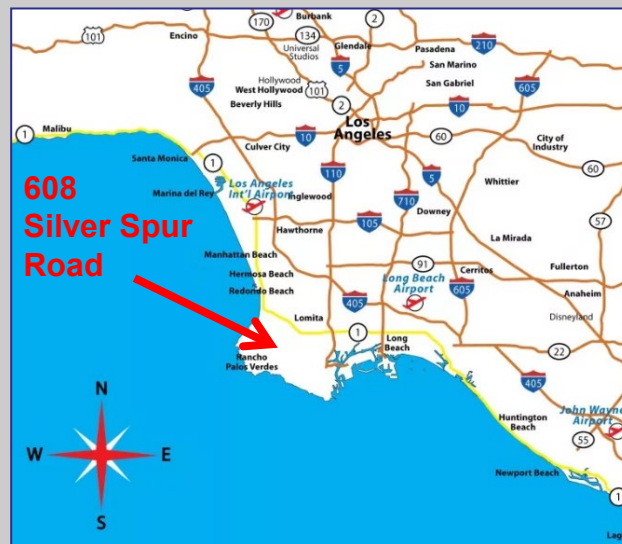 Burbank
2
170
134
101
Encino
Universal
Studios
Glendale
Pasadena
210
5
San Marino
405
Hollywood
West Hollywood
101
San Gabriel
605
Beverly Hills
2
10
Los
Angeles
1
Malibu
10
60
City of
Industry
Culver City
Santa Monica
1
110
60
5
608
Silver Spur
Road
Marina del Rey
Los Angeles
Int'l Airport
Inglewood
710
Whittier
Downey
57
105
Hawthorne
La Mirada
Manhattan Beach
91
Fullerton
Hermosa Beach
Cerritos
Long Beach
Airport
Redondo Beach
405
605
Anaheim
Disneyland
Lomita
1
Long
Beach
22
Rancho
Palos Verdes
405
N
Huntington
Beach
John Wayne
Airport
55
W
E
Newport Beach
1
S
Lag